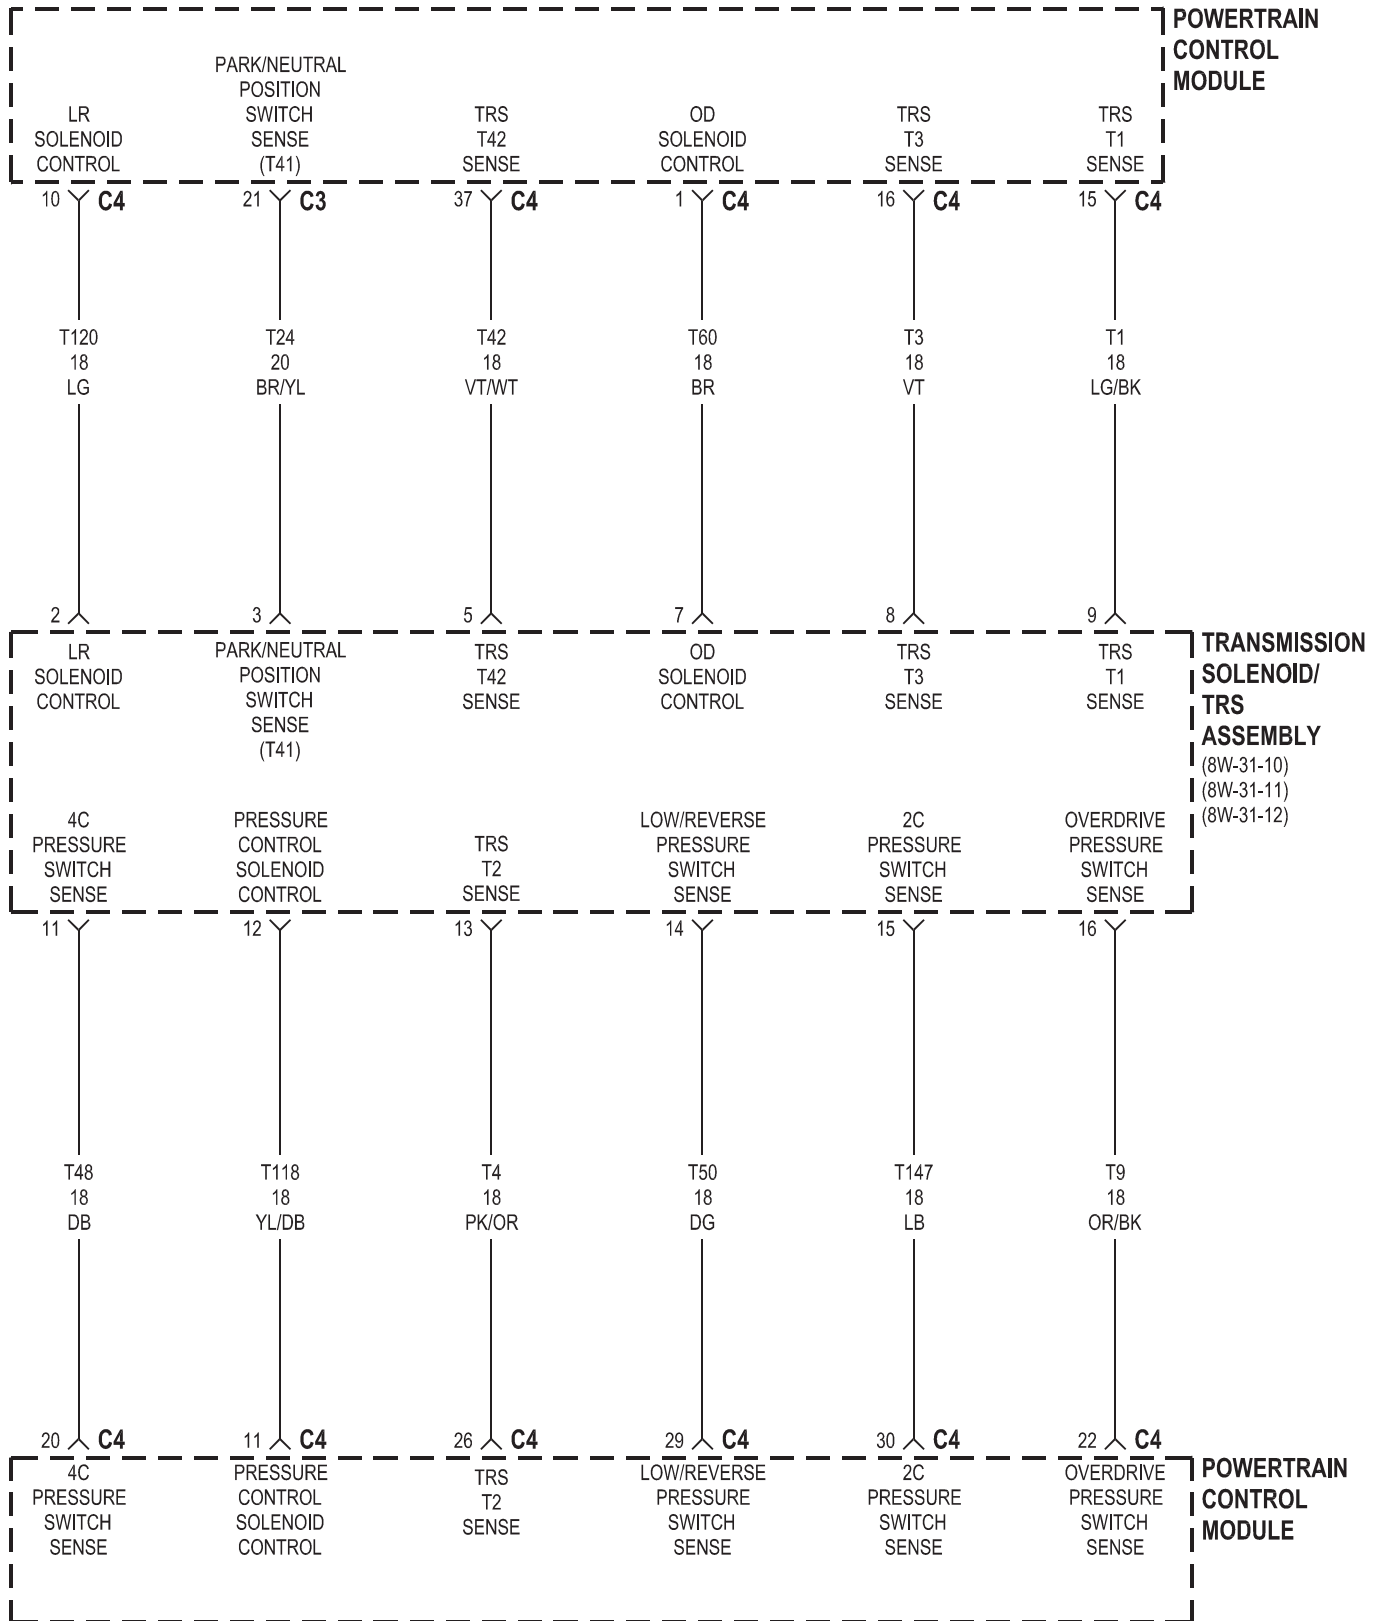 POWERTRAIN
CONTROL
MODULE
LR
SOLENOID
CONTROL
PARK/NEUTRAL
POSITION
SWITCH
SENSE
(T41)
TRS
T42
SENSE
OD
SOLENOID
CONTROL
TRS
T3
SENSE
TRS
T1
SENSE
10 C4
21 C3
37 C4
1 C4
16 C4
15 C4
T120
18
LG
T24
20
BR/YL
T42
18
VT/WT
T60
18
BR
T3
18
VT
T1
18
LG/BK
2
3
5
7
8
9
LR
SOLENOID
CONTROL
PARK/NEUTRAL
POSITION
SWITCH
SENSE
(T41)
TRS
T42
SENSE
OD
SOLENOID
CONTROL
TRS
T3
SENSE
TRS
T1
SENSE
TRANSMISSION
SOLENOID/
TRS
ASSEMBLY
(8W-31-10)
(8W-31-11)
(8W-31-12)
4C
PRESSURE
SWITCH
SENSE
PRESSURE
CONTROL
SOLENOID
CONTROL
TRS
T2
SENSE
LOW/REVERSE
PRESSURE
SWITCH
SENSE
2C
PRESSURE
SWITCH
SENSE
OVERDRIVE
PRESSURE
SWITCH
SENSE
11
12
13
14
15
16
T48
18
DB
T118
18
YL/DB
T4
18
PK/OR
T50
18
DG
T147
18
LB
T9
18
OR/BK
20 C4
11 C4
26 C4
29 C4
30 C4
22 C4
4C
PRESSURE
SWITCH
SENSE
PRESSURE
CONTROL
SOLENOID
CONTROL
TRS
T2
SENSE
LOW/REVERSE
PRESSURE
SWITCH
SENSE
2C
PRESSURE
SWITCH
SENSE
OVERDRIVE
PRESSURE
SWITCH
SENSE
POWERTRAIN
CONTROL
MODULE